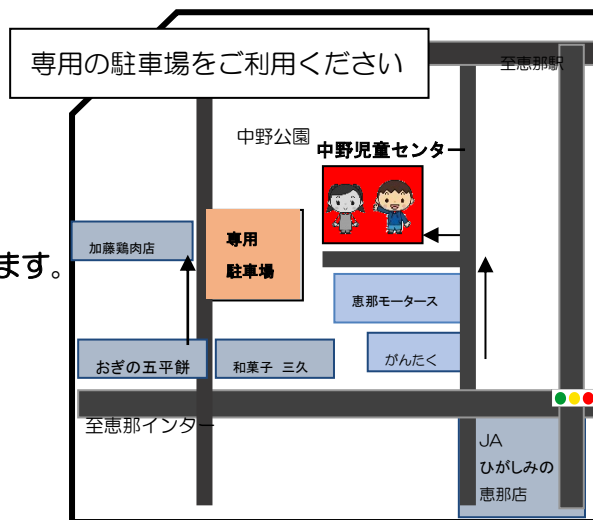 専用の駐車場をご利用ください
至恵那駅
中野公園
中野児童センター
加藤鶏肉店
専用
駐車場
ます。
恵那モータース
おぎの五平餅
和菓子 三久
がんたく
至恵那インター
JA
ひがしみの
恵那店